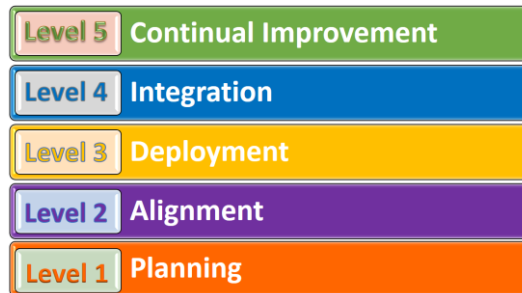 Level 5 Continual Improvement
Level 4 Integration
Level 3 Deployment
Level 2 Alignment
Level 1 Planning